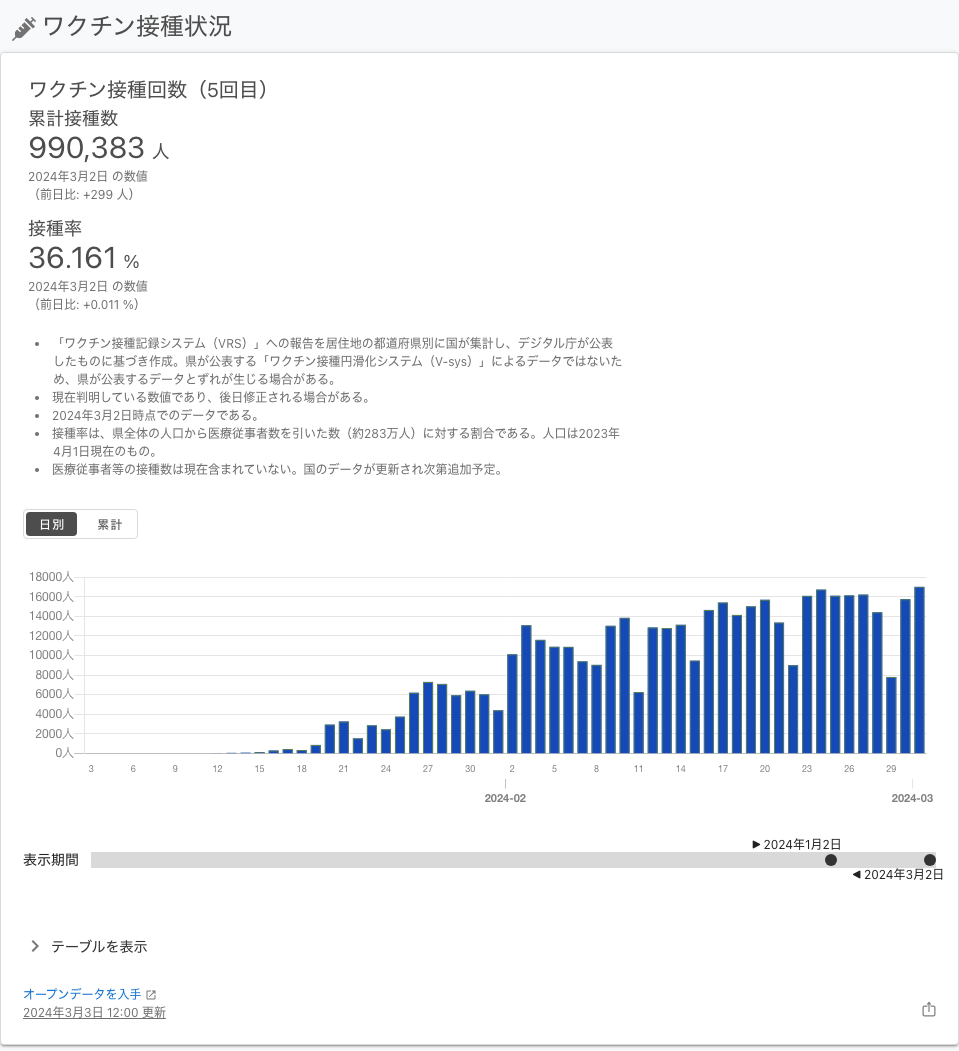 ワクチン接種状況
ワクチン接種回数（5回目）
累計接種数
990,383 人
2024年3月2日 の数値
（前日比: +299 人）
接種率
36.161 %
2024年3月2日 の数値
（前日比: +0.011 %）
• 「ワクチン接種記録システム（VRS）」への報告を居住地の都道府県別に国が集計し、デジタル庁が公表
したものに基づき作成。県が公表する「ワクチン接種円滑化システム（V-sys）」によるデータではないた
め、県が公表するデータとずれが生じる場合がある。
• 現在判明している数値であり、後日修正される場合がある。
• 2024年3月2日時点でのデータである。
• 接種率は、県全体の人口から医療従事者数を引いた数（約283万人）に対する割合である。人口は2023年
4月1日現在のもの。
• 医療従事者等の接種数は現在含まれていない。国のデータが更新され次第追加予定。
日別 累計
18000人
16000人
14000人
12000人
10000人
8000人
6000人
4000人
2000人
0人
3 6 9 12 15 18 21 24 27 30 2 5 8 11 14 17 20 23 26 29
2024-02 2024-03
2024年1月2日
表示期間
2024年3月2日
テーブルを表示
オープンデータを入手
2024年3月3日 12:00 更新